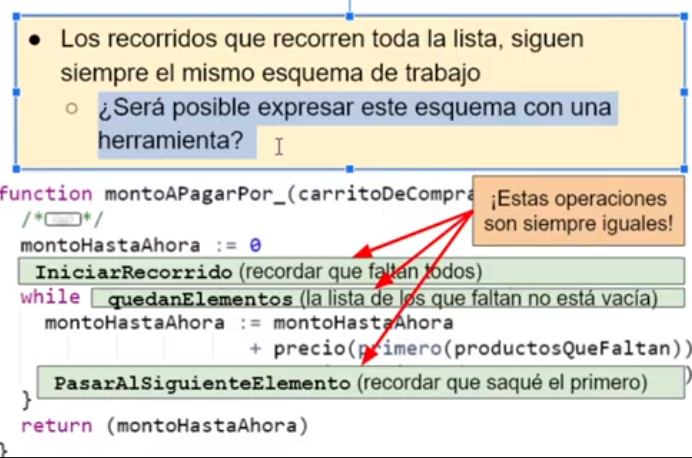 ● Los recorridos que recorren toda la lista, siguen
siempre el mismo esquema de trabajo
○ ¿Será posible expresar este esquema con una
herramienta?
function montoAPagarPor_(carritoDeCompra
¡Estas operaciones
son siempre iguales!
/*...*/
montoHastaAhora := 0
IniciarRecorrido (recordar que faltan todos)
while quedanElementos (la lista de los que faltan no está vacía)
montoHastaAhora := montoHastaAhora
+ precio(primero(productosQueFaltan))
)
PasarAlSiguienteElemento (recordar que saqué el primero)
}
return (montoHastaAhora)
}